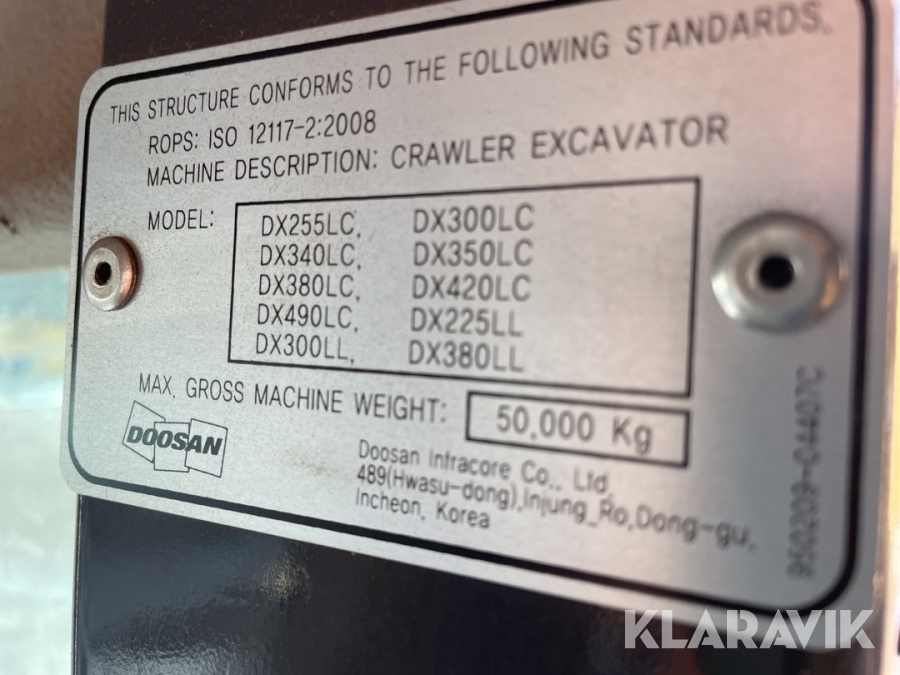 THIS STRUCTURE CONFORMS TO THE FOLLOWING STANDARDS.
ROPS: ISO 12117-2:2008
MACHINE DESCRIPTION: CRAWLER EXCAVATOR
MODEL:
DX255LC, DX300LC
DX340LC, DX350LC
DX380LC, DX420LC
DX490LC, DX225LL
DX300LL, DX380LL
MAX. GROSS MACHINE WEIGHT: 50,000 Kg
DOOSAN
Doosan Infracore Co., Ltd
489(Hwasu-dong),Injung_Ro,Dong-gu,
Incheon, Korea
950209-04407C
KLARAVIK